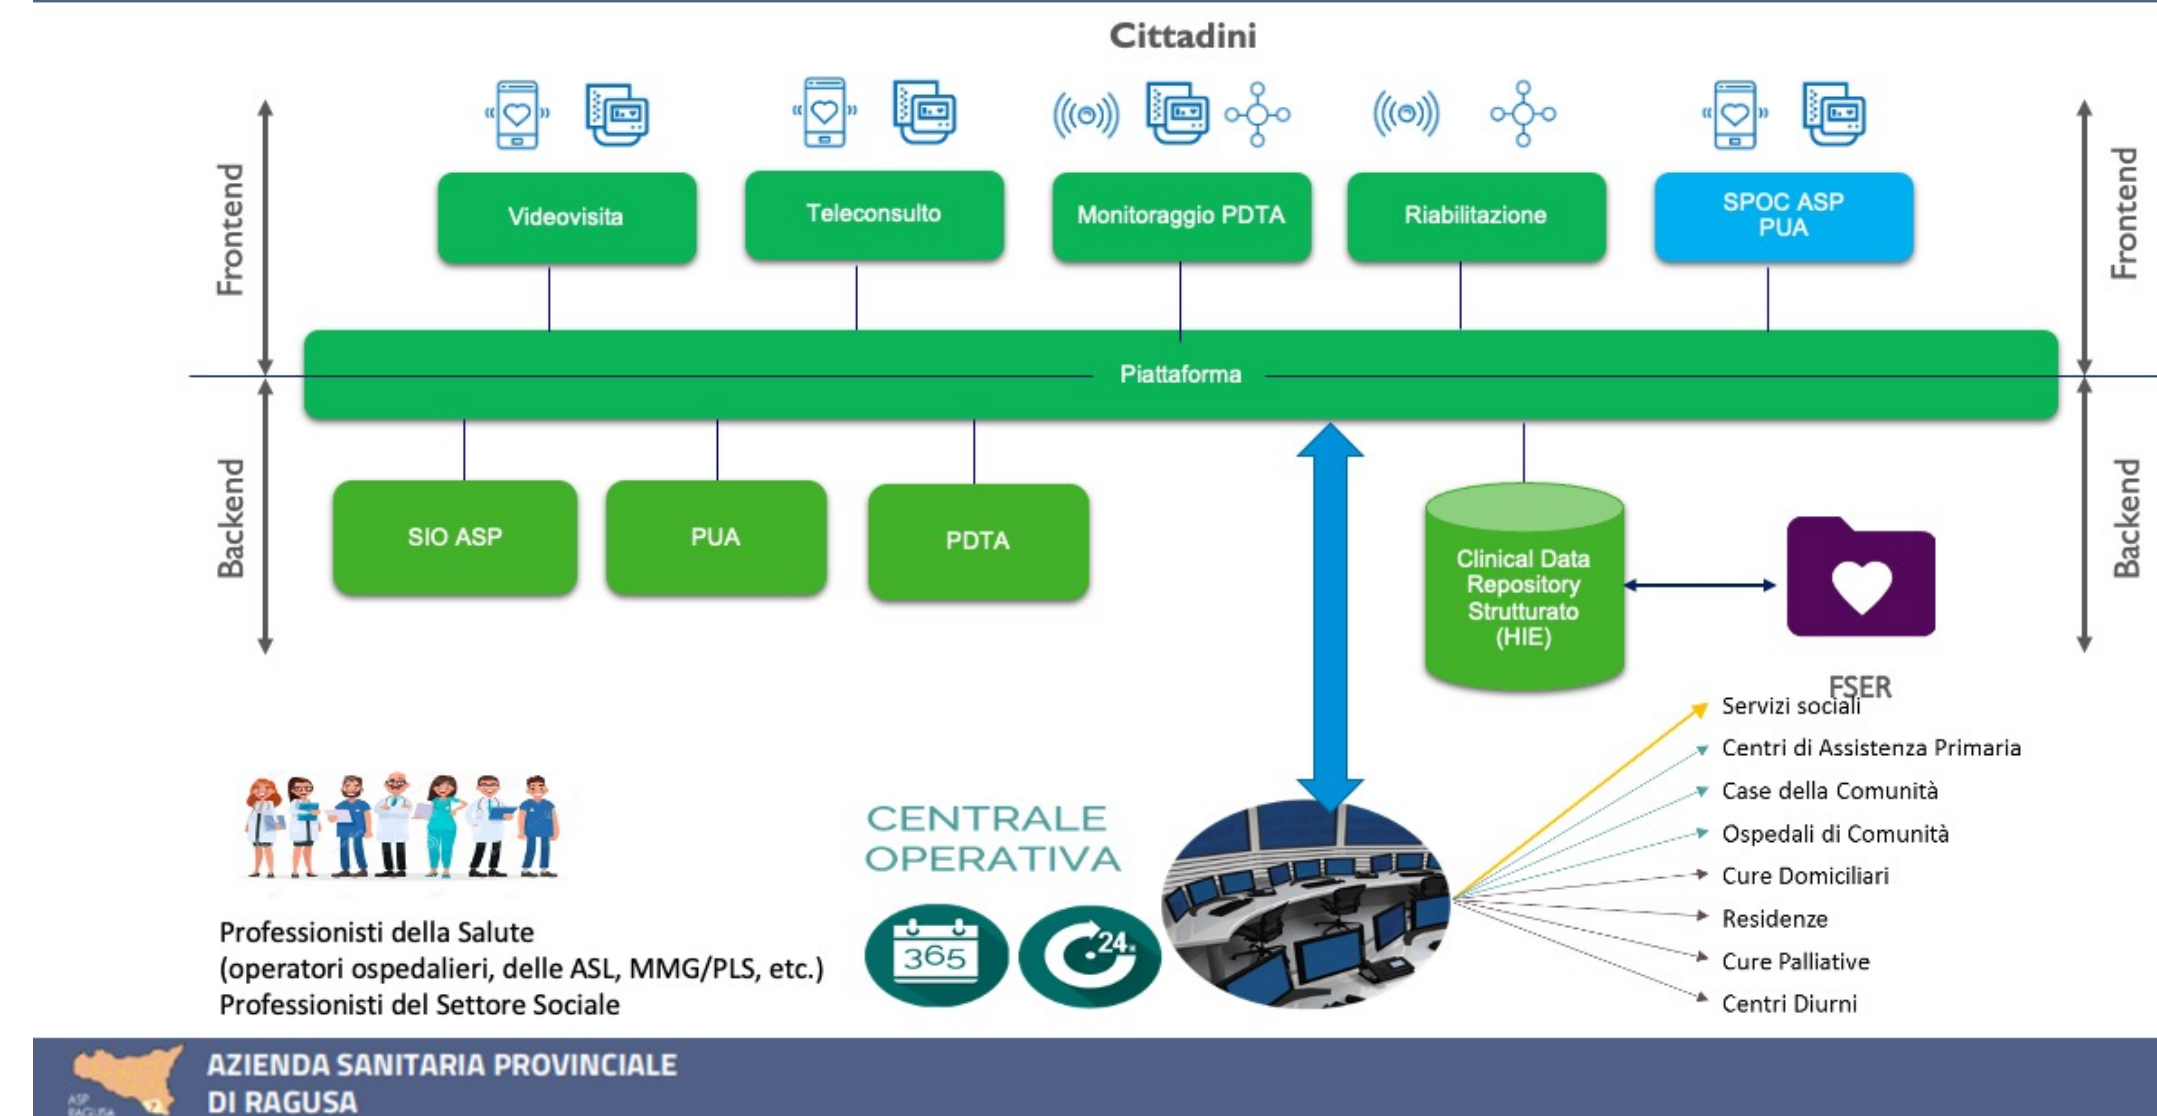 Cittadini
Frontend
Videovisita
Teleconsulto
Monitoraggio PDTA
Riabilitazione
SPOC ASP
PUA
Frontend
Piattaforma
Backend
SIO ASP
PUA
PDTA
Clinical Data
Repository
Strutturato
(HIE)
FSER
Backend
Servizi sociali
Centri di Assistenza Primaria
Case della Comunità
Ospedali di Comunità
Cure Domiciliari
Residenze
Cure Palliative
Centri Diurni
CENTRALE
OPERATIVA
365
24
Professionisti della Salute
(operatori ospedalieri, delle ASL, MMG/PLS, etc.)
Professionisti del Settore Sociale
AZIENDA SANITARIA PROVINCIALE
DI RAGUSA
ASP
RAGUSA